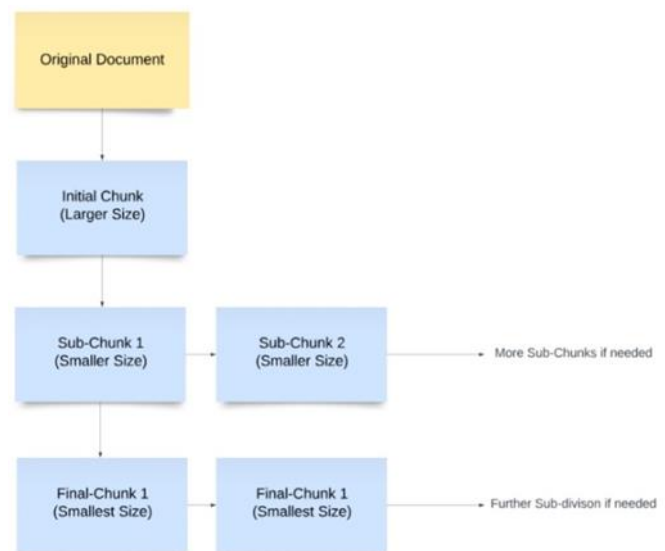 Original Document
Initial Chunk
(Larger Size)
Sub-Chunk 1
(Smaller Size)
Sub-Chunk 2
(Smaller Size)
More Sub-Chunks if needed
Final-Chunk 1
(Smallest Size)
Final-Chunk 1
(Smallest Size)
Further Sub-divison if needed